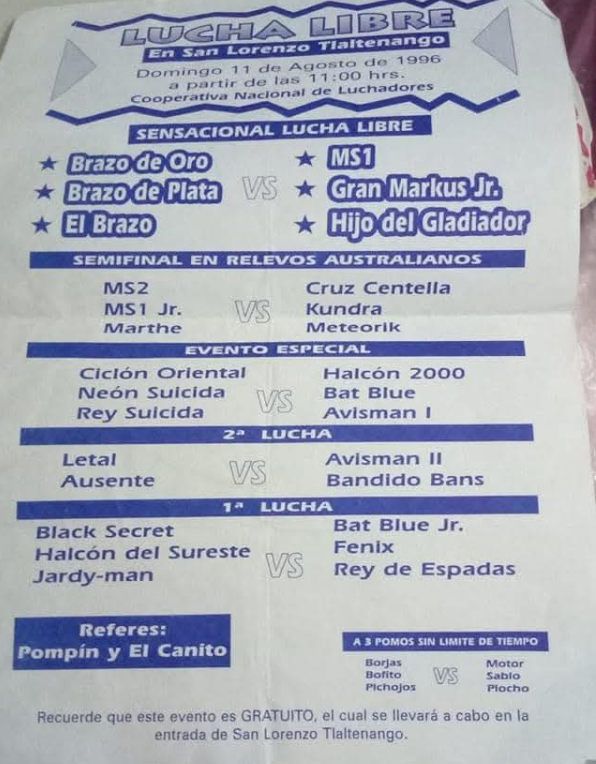 LUCHA LIBRE
En San Lorenzo Tlaltenango
Domingo 11 de Agosto de 1996
a partir de las 11:00 hrs.
Cooperativa Nacional de Luchadores
SENSACIONAL LUCHA LIBRE
★ Brazo de Oro
★ Brazo de Plata
★ El Brazo
VS
★ MS1
★ Gran Markus Jr.
★ Hijo del Gladiador
SEMIFINAL EN RELEVOS AUSTRALIANOS
MS2
MS1 Jr.
Marthe
VS
Cruz Centella
Kundra
Meteorik
EVENTO ESPECIAL
Ciclón Oriental
Neón Suicida
Rey Suicida
VS
Halcón 2000
Bat Blue
Avisman I
2ª LUCHA
Letal
Ausente
VS
Avisman II
Bandido Bans
1ª LUCHA
Black Secret
Halcón del Sureste
Jardy-man
VS
Bat Blue Jr.
Fenix
Rey de Espadas
Referes:
Pompín y El Canito
A 3 POMOS SIN LIMITE DE TIEMPO
Borjas
Bofito
Pichojos
VS
Motor
Sablo
Piocho
Recuerde que este evento es GRATUITO, el cual se llevará a cabo en la
entrada de San Lorenzo Tlaltenango.